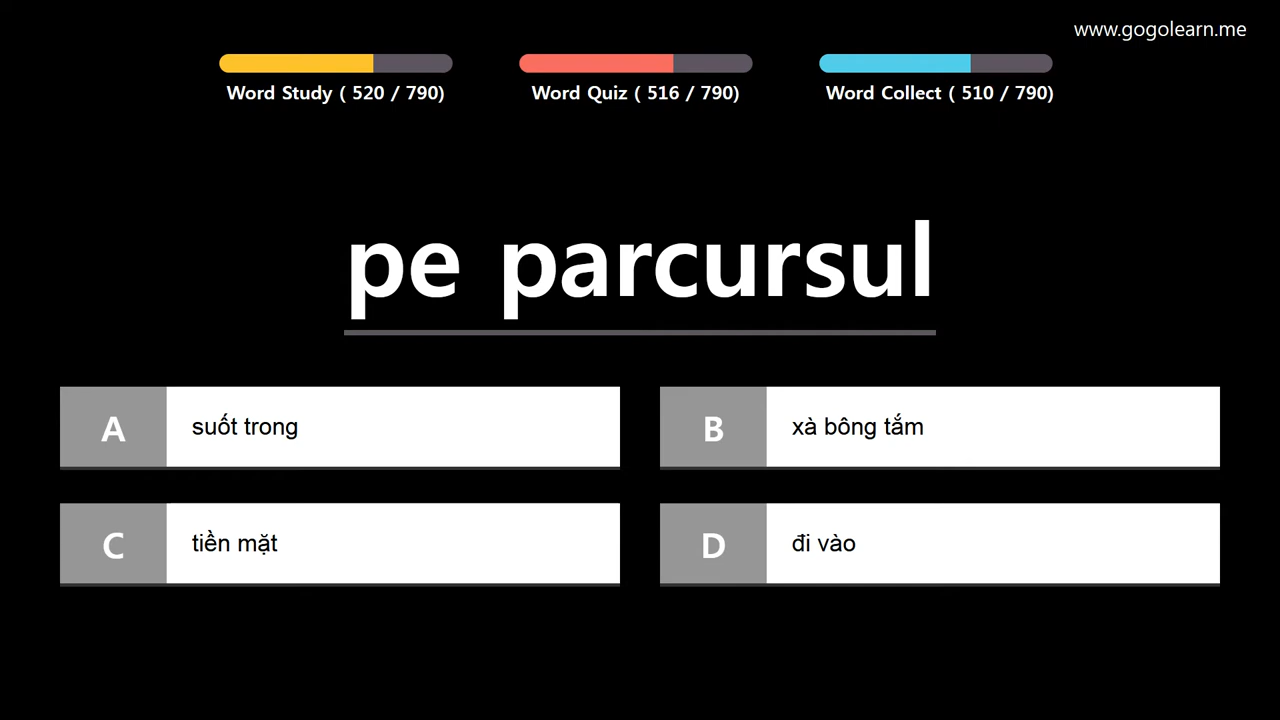 www.gogolearn.me
Word Study ( 520 / 790)
Word Quiz ( 516 / 790)
Word Collect ( 510 / 790)
pe parcursul
A
suốt trong
B
xà bông tắm
C
tiền mặt
D
đi vào